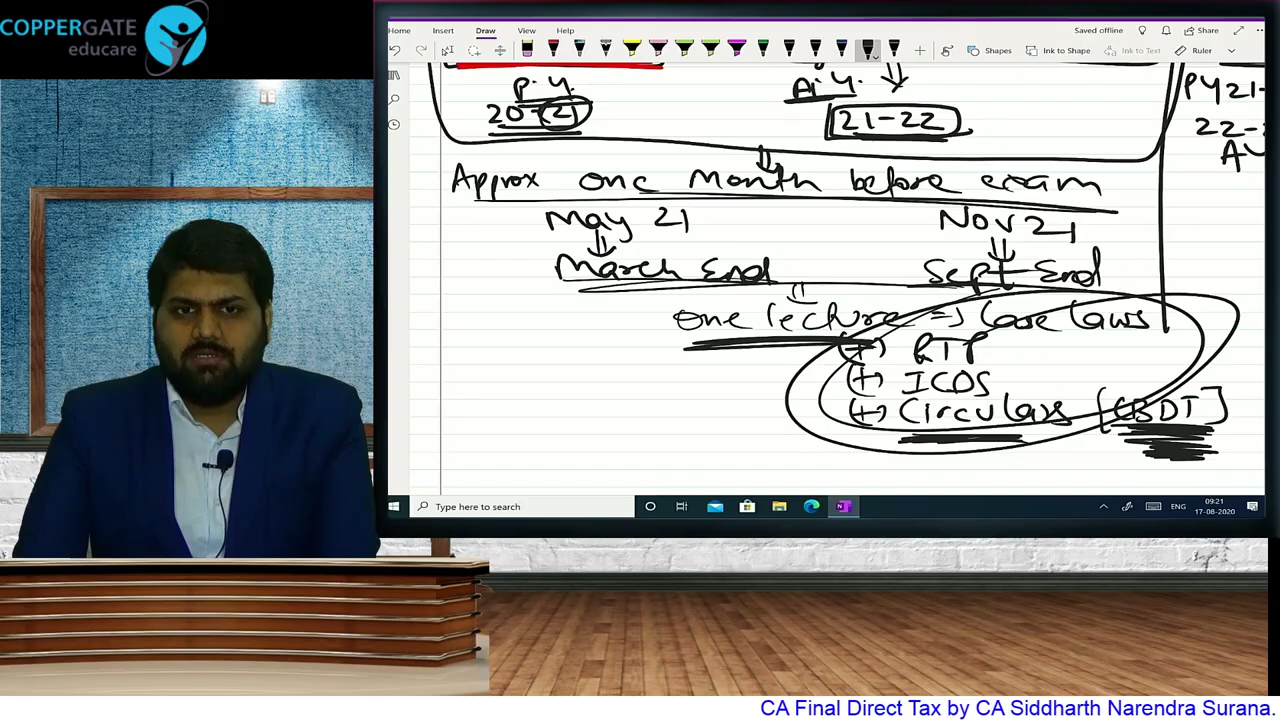 COPPERGATE
educare
Home Insert Draw View Help
Saved offline Share
Shapes Ink to Shape Ink to Text Ruler
P.Y. A.Y. PY21-
20-21 21-22 22-
Approx one Month before exam
May 21 Nov 21
March End Sept End
one lecture => Case laws
(+) RTP
(+) ICDS
(+) Circulars [CBDT]
Type here to search
ENG 09:21
17-08-2020
CA Final Direct Tax by CA Siddharth Narendra Surana.